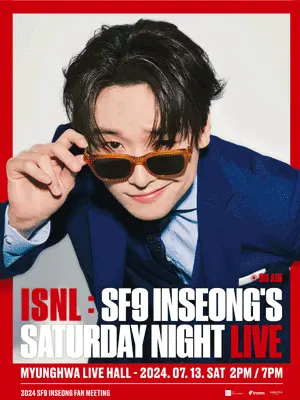 ON AIR
ISNL : SF9 INSEONG'S
SATURDAY NIGHT LIVE
MYUNGHWA LIVE HALL - 2024. 07. 13. SAT 2PM / 7PM
2024 SF9 INSEONG FAN MEETING